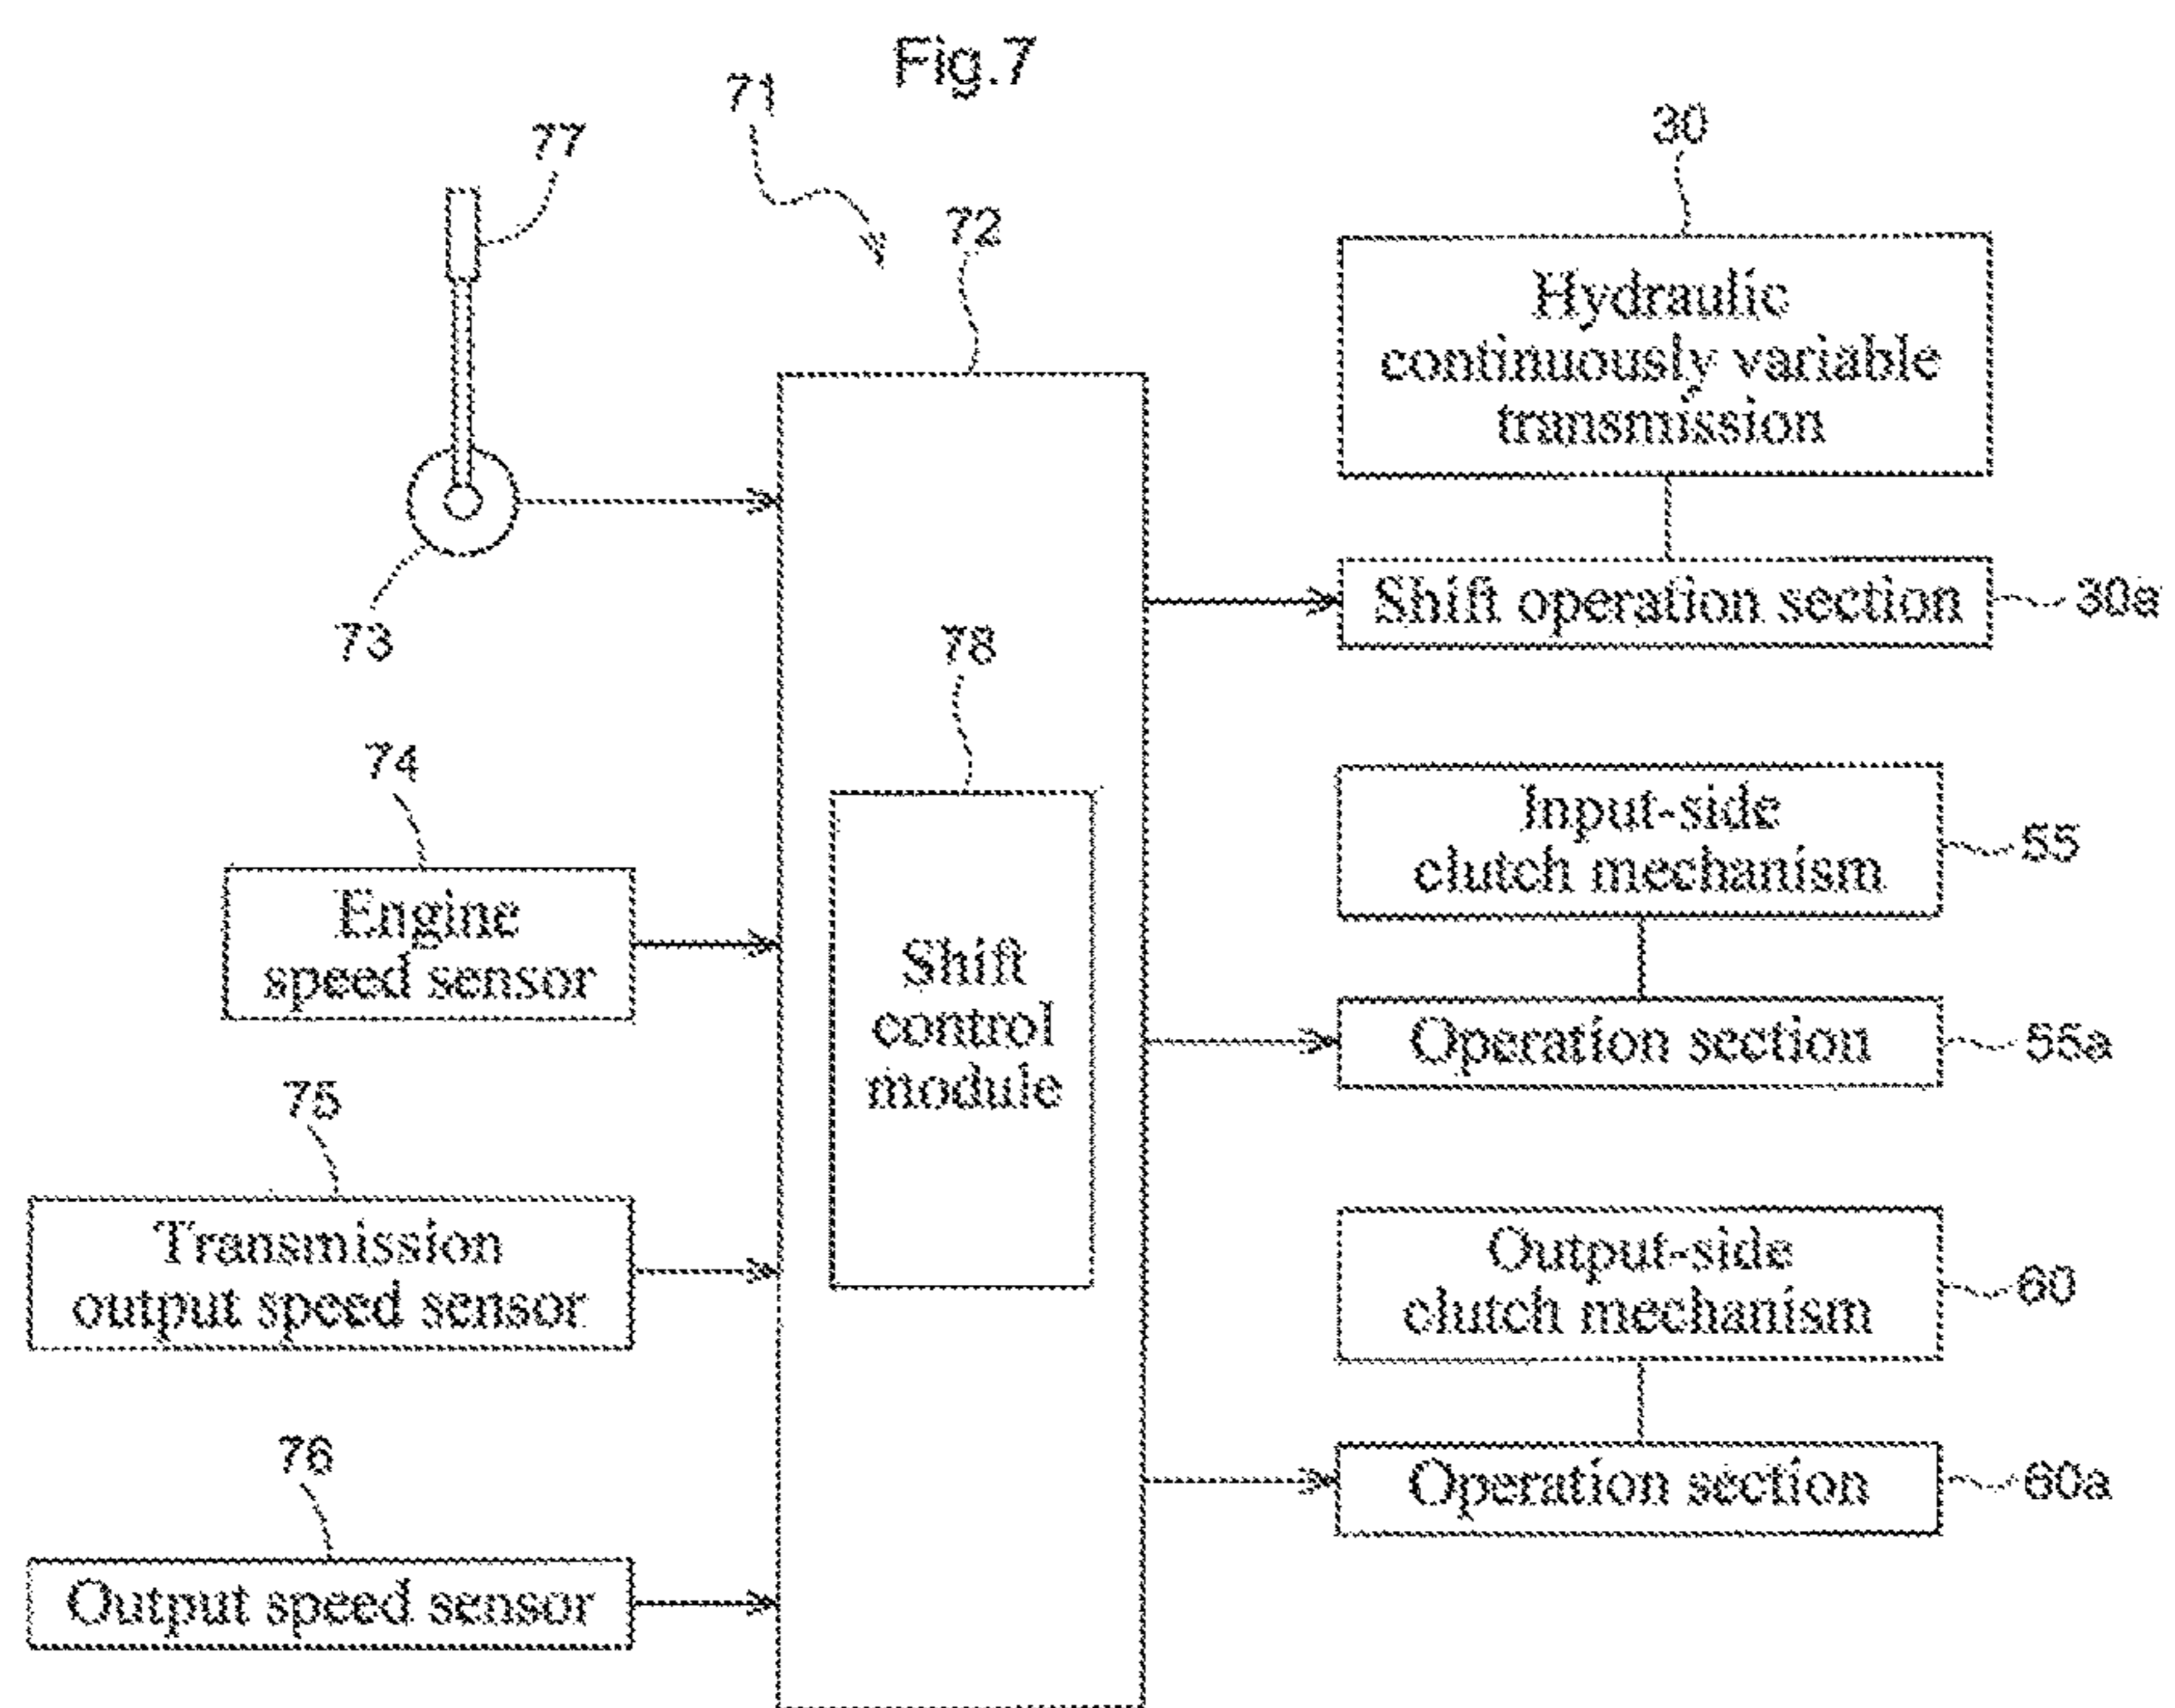 Fig.7
71
77
30
72
Hydraulic
continuously variable
transmission
Shift operation section
30a
73
78
74
Input-side
clutch mechanism
55
Engine
speed sensor
Shift
control
module
Operation section
55a
75
Transmission
output speed sensor
Output-side
clutch mechanism
60
76
Operation section
60a
Output speed sensor